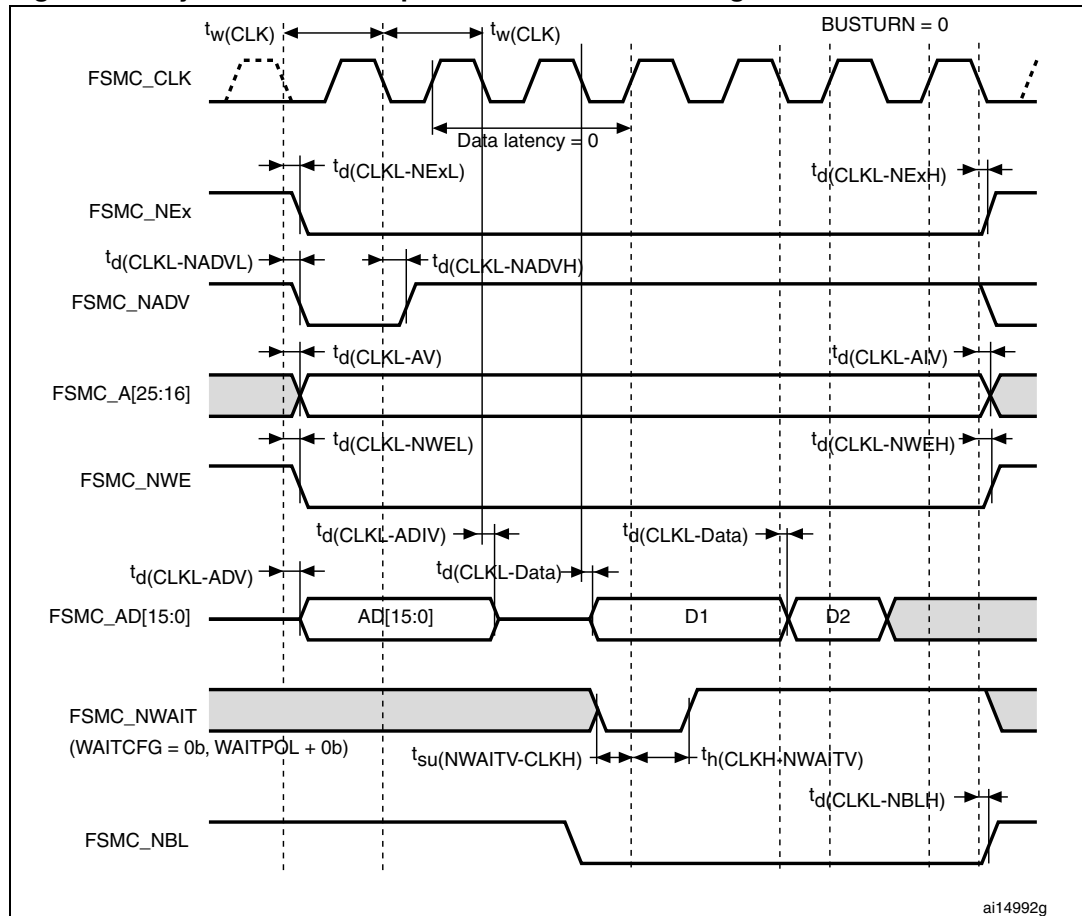 BUSTURN = 0
tw(CLK)
tw(CLK)
FSMC_CLK
Data latency = 0
td(CLKL-NExL)
td(CLKL-NExH)
FSMC_NEx
td(CLKL-NADVL)
td(CLKL-NADVH)
FSMC_NADV
td(CLKL-AV)
td(CLKL-AIV)
FSMC_A[25:16]
td(CLKL-NWEL)
td(CLKL-NWEH)
FSMC_NWE
td(CLKL-ADIV)
td(CLKL-Data)
td(CLKL-ADV)
td(CLKL-Data)
FSMC_AD[15:0]
AD[15:0]
D1
D2
FSMC_NWAIT
(WAITCFG = 0b, WAITPOL + 0b)
tsu(NWAITV-CLKH)
th(CLKH-NWAITV)
td(CLKL-NBLH)
FSMC_NBL
ai14992g